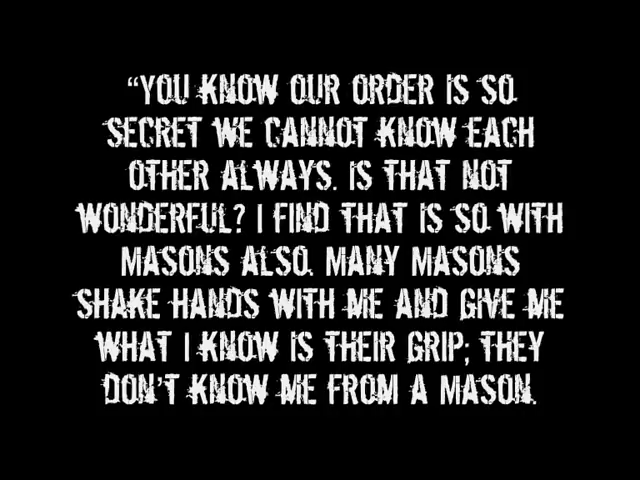 “YOU KNOW OUR ORDER IS SO
SECRET WE CANNOT KNOW EACH
OTHER ALWAYS. IS THAT NOT
WONDERFUL? I FIND THAT IS SO WITH
MASONS ALSO. MANY MASONS
SHAKE HANDS WITH ME AND GIVE ME
WHAT I KNOW IS THEIR GRIP; THEY
DON'T KNOW ME FROM A MASON.